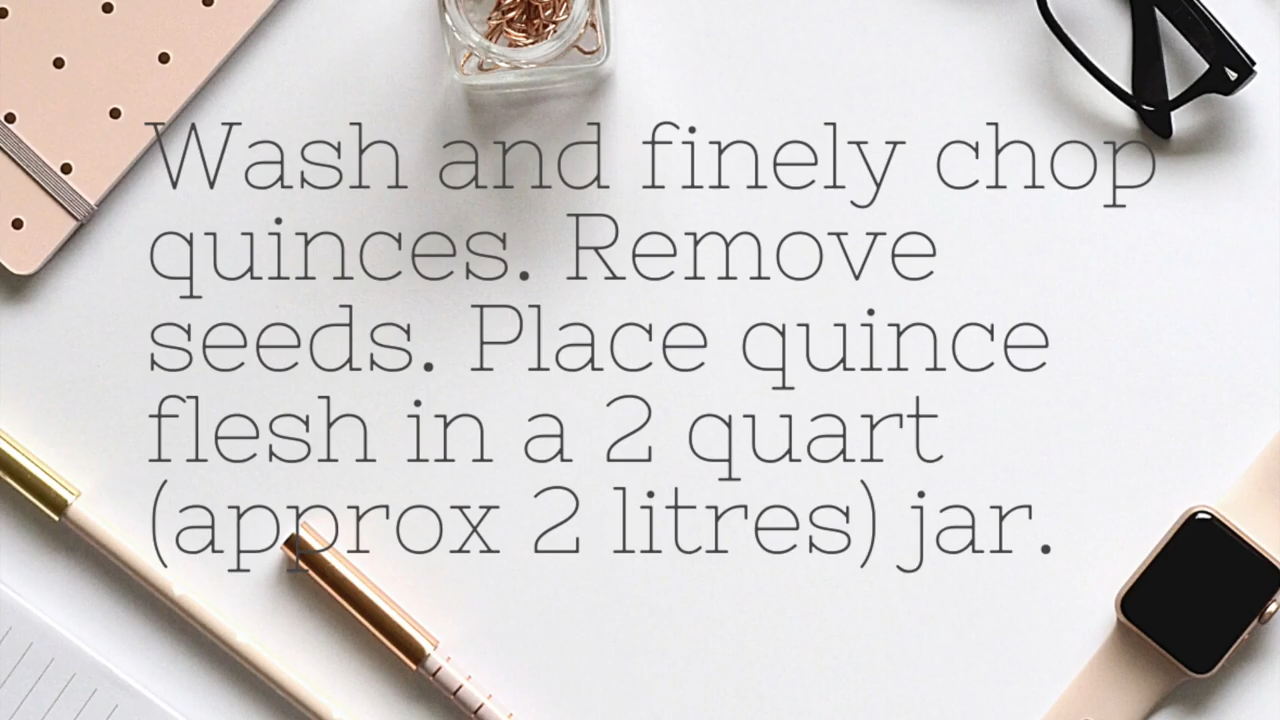 Wash and finely chop
quinces. Remove
seeds. Place quince
flesh in a 2 quart
(approx 2 litres) jar.